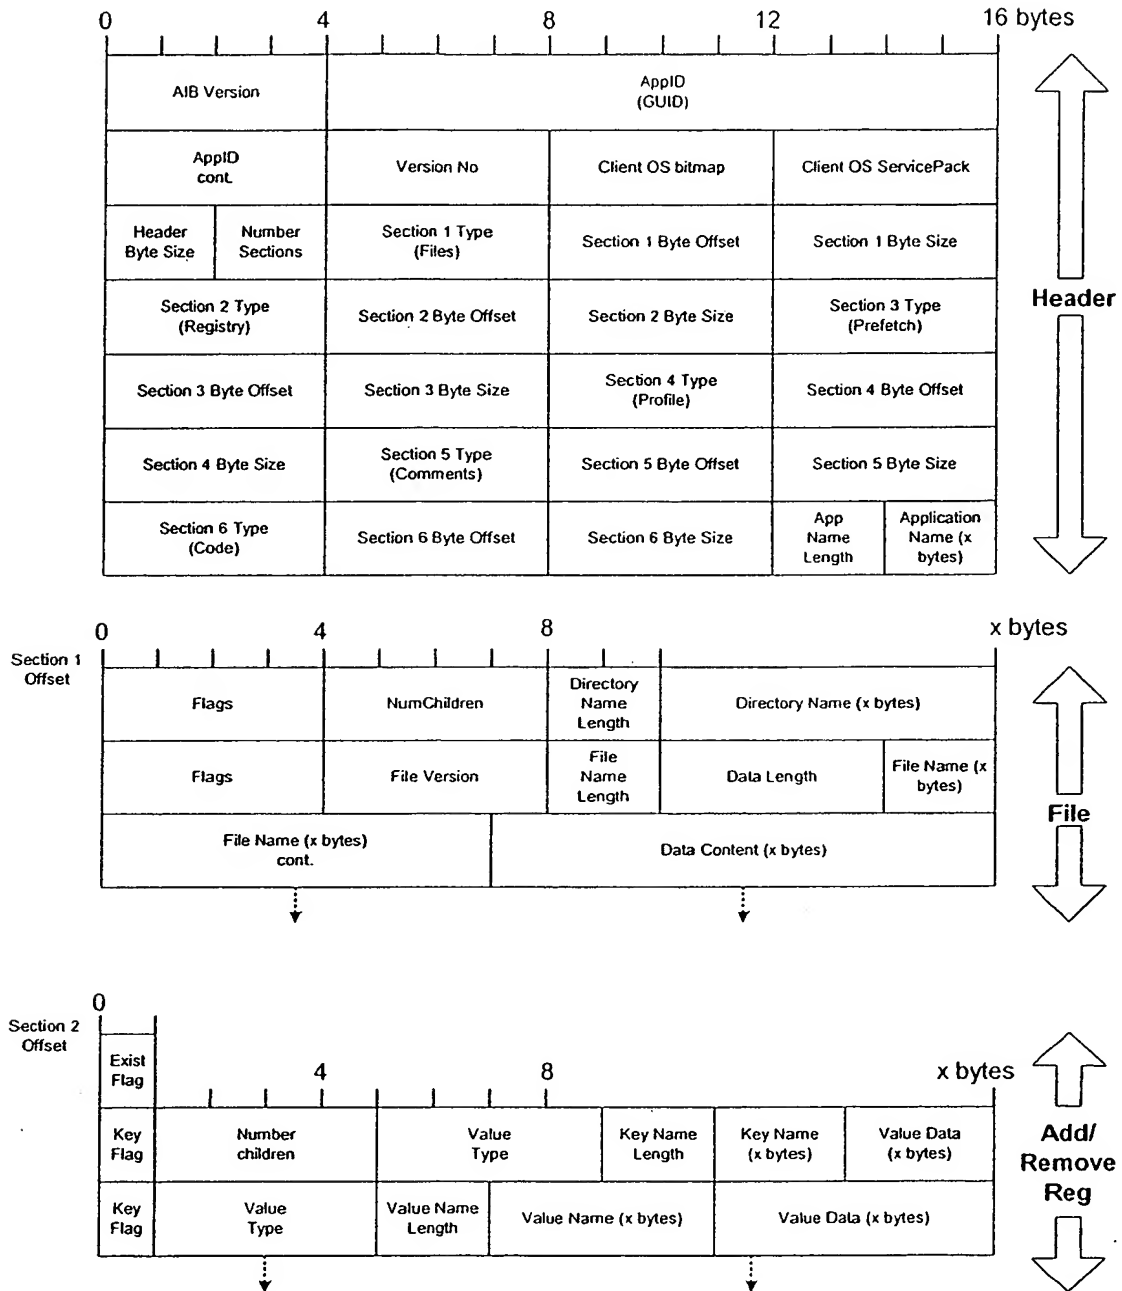 0 4 8 12 16 bytes
AIB Version
AppID
(GUID)
AppID
cont.
Version No
Client OS bitmap
Client OS ServicePack
Header
Byte Size
Number
Sections
Section 1 Type
(Files)
Section 1 Byte Offset
Section 1 Byte Size
Section 2 Type
(Registry)
Section 2 Byte Offset
Section 2 Byte Size
Section 3 Type
(Prefetch)
Header
Section 3 Byte Offset
Section 3 Byte Size
Section 4 Type
(Profile)
Section 4 Byte Offset
Section 4 Byte Size
Section 5 Type
(Comments)
Section 5 Byte Offset
Section 5 Byte Size
Section 6 Type
(Code)
Section 6 Byte Offset
Section 6 Byte Size
App
Name
Length
Application
Name (x
bytes)
0 4 8 x bytes
Section 1
Offset
Flags
NumChildren
Directory
Name
Length
Directory Name (x bytes)
Flags
File Version
File
Name
Length
Data Length
File Name (x
bytes)
File
File Name (x bytes)
cont.
Data Content (x bytes)
0
Section 2
Offset
Exist
Flag
4 8 x bytes
Key
Flag
Number
children
Value
Type
Key Name
Length
Key Name
(x bytes)
Value Data
(x bytes)
Add/
Remove
Reg
Key
Flag
Value
Type
Value Name
Length
Value Name (x bytes)
Value Data (x bytes)